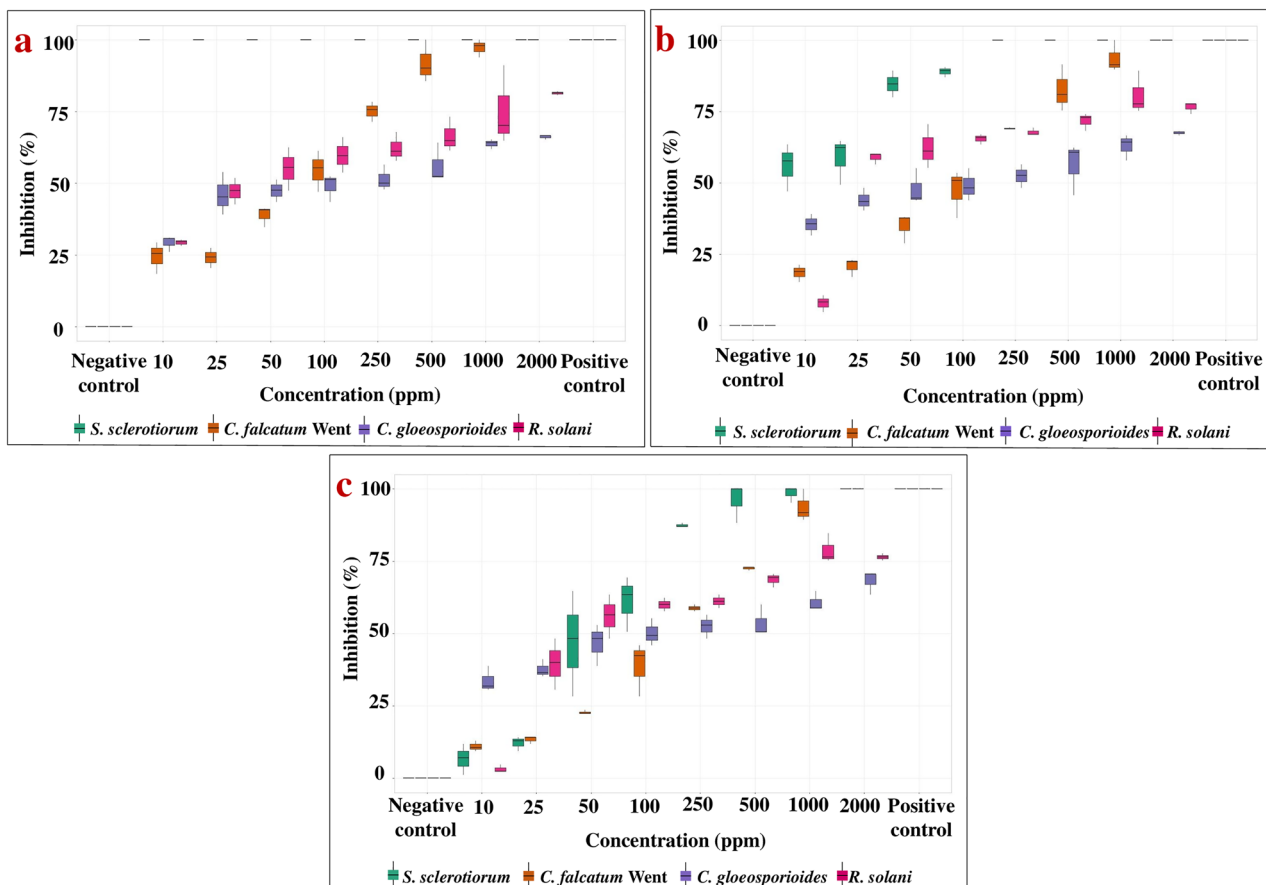 a
100
75
50
25
0
Inhibition (%)
Negative control 10 25 50 100 250 500 1000 2000 Positive control
Concentration (ppm)
S. sclerotiorum C. falcatum Went C. gloeosporioides R. solani
b
100
75
50
25
0
Inhibition (%)
Negative control 10 25 50 100 250 500 1000 2000 Positive control
Concentration (ppm)
S. sclerotiorum C. falcatum Went C. gloeosporioides R. solani
c
100
75
50
25
0
Inhibition (%)
Negative control 10 25 50 100 250 500 1000 2000 Positive control
Concentration (ppm)
S. sclerotiorum C. falcatum Went C. gloeosporioides R. solani